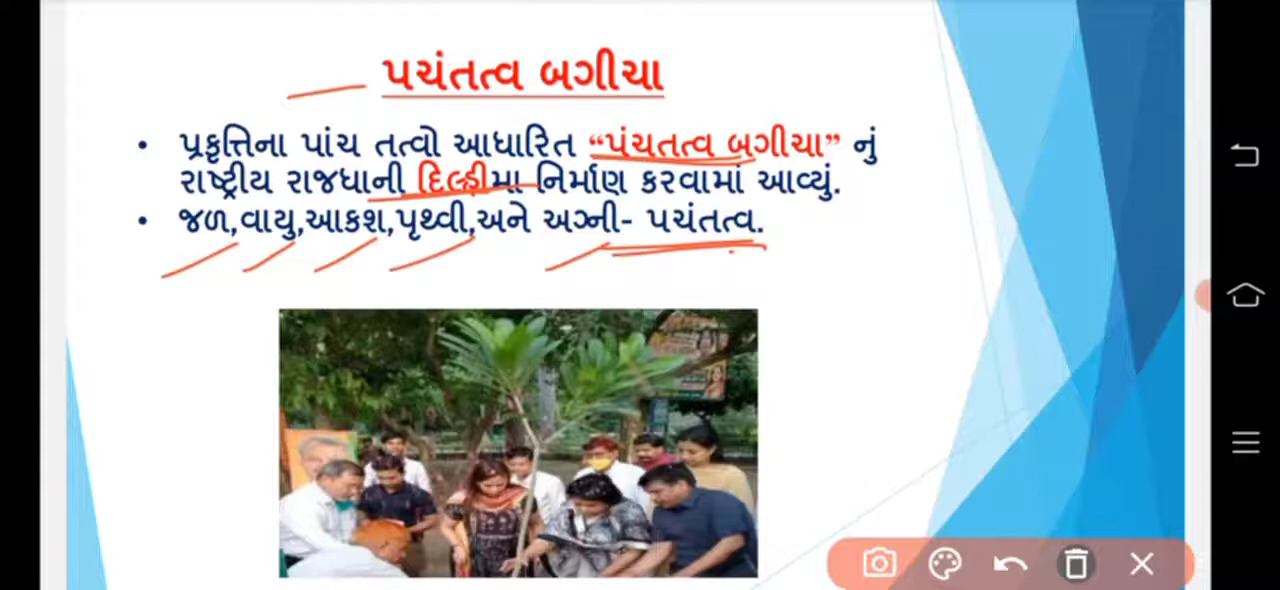 પચંતત્વ બગીચા
• પ્રકૃત્તિના પાંચ તત્વો આધારિત “પંચતત્વ બગીચા” નું
રાષ્ટ્રીય રાજધાની દિલ્હીમા નિર્માણ કરવામાં આવ્યું.
• જળ,વાયુ,આકશ,પૃથ્વી,અને અગ્ની- પચંતત્વ.